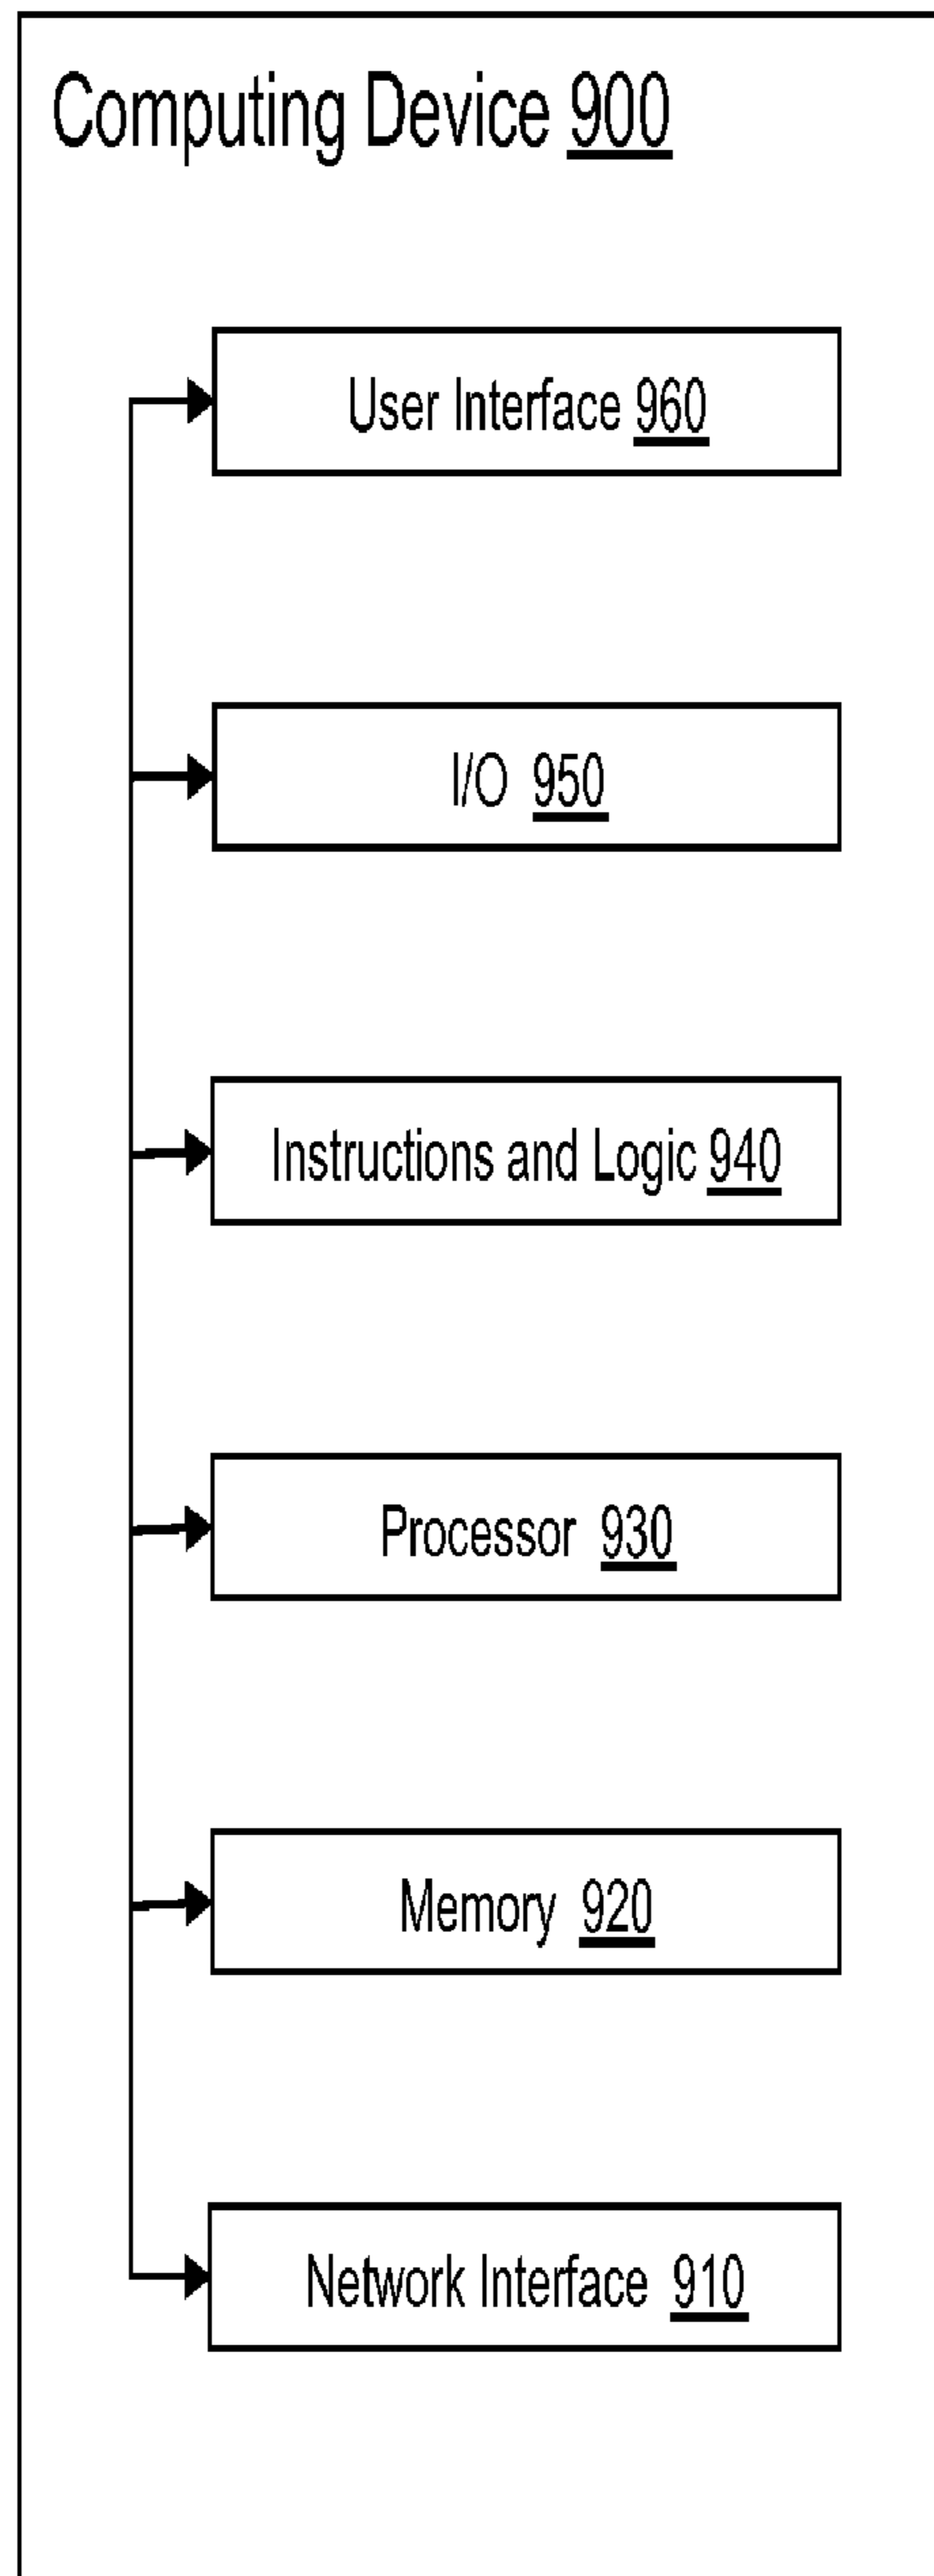 Computing Device 900
User Interface 960
I/O 950
Instructions and Logic 940
Processor 930
Memory 920
Network Interface 910